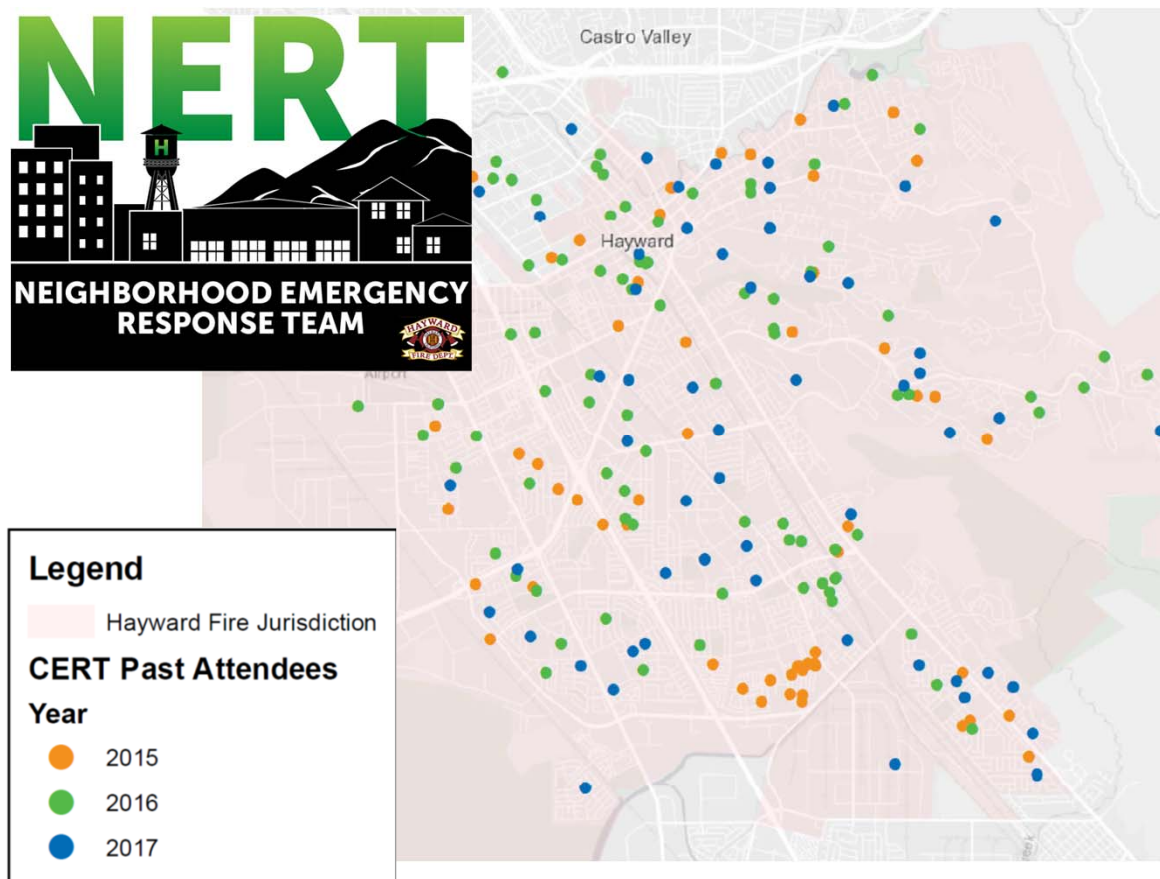 NERT
H
NEIGHBORHOOD EMERGENCY
RESPONSE TEAM
HAYWARD
FIRE DEPT.
Castro Valley
Hayward
Airport
Legend
Hayward Fire Jurisdiction
CERT Past Attendees
Year
2015
2016
2017